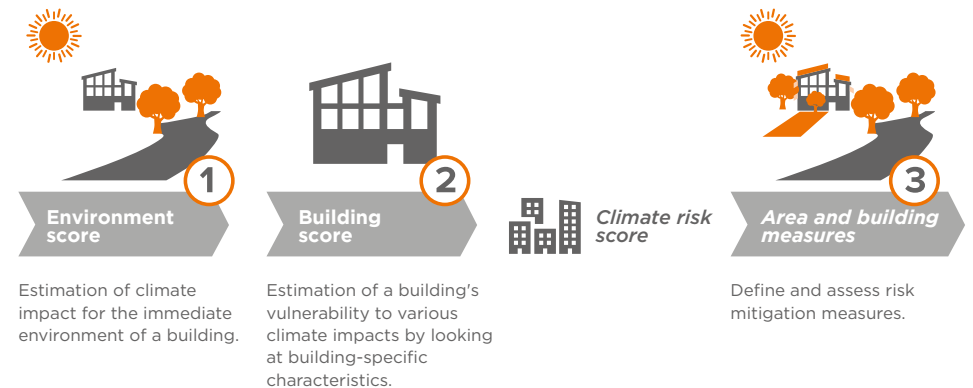 1
Environment
score
Estimation of climate
impact for the immediate
environment of a building.
2
Building
score
Estimation of a building's
vulnerability to various
climate impacts by looking
at building-specific
characteristics.
Climate risk
score
3
Area and building
measures
Define and assess risk
mitigation measures.